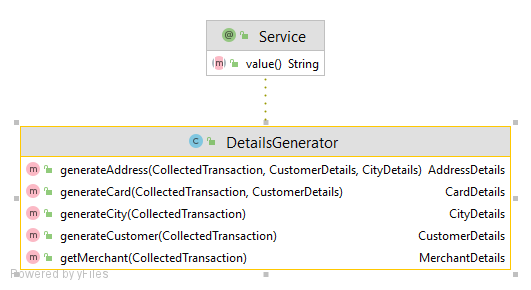 @ Service
m value() String
C DetailsGenerator
m generateAddress(CollectedTransaction, CustomerDetails, CityDetails) AddressDetails
m generateCard(CollectedTransaction, CustomerDetails) CardDetails
m generateCity(CollectedTransaction) CityDetails
m generateCustomer(CollectedTransaction) CustomerDetails
m getMerchant(CollectedTransaction) MerchantDetails
Powered by yFiles